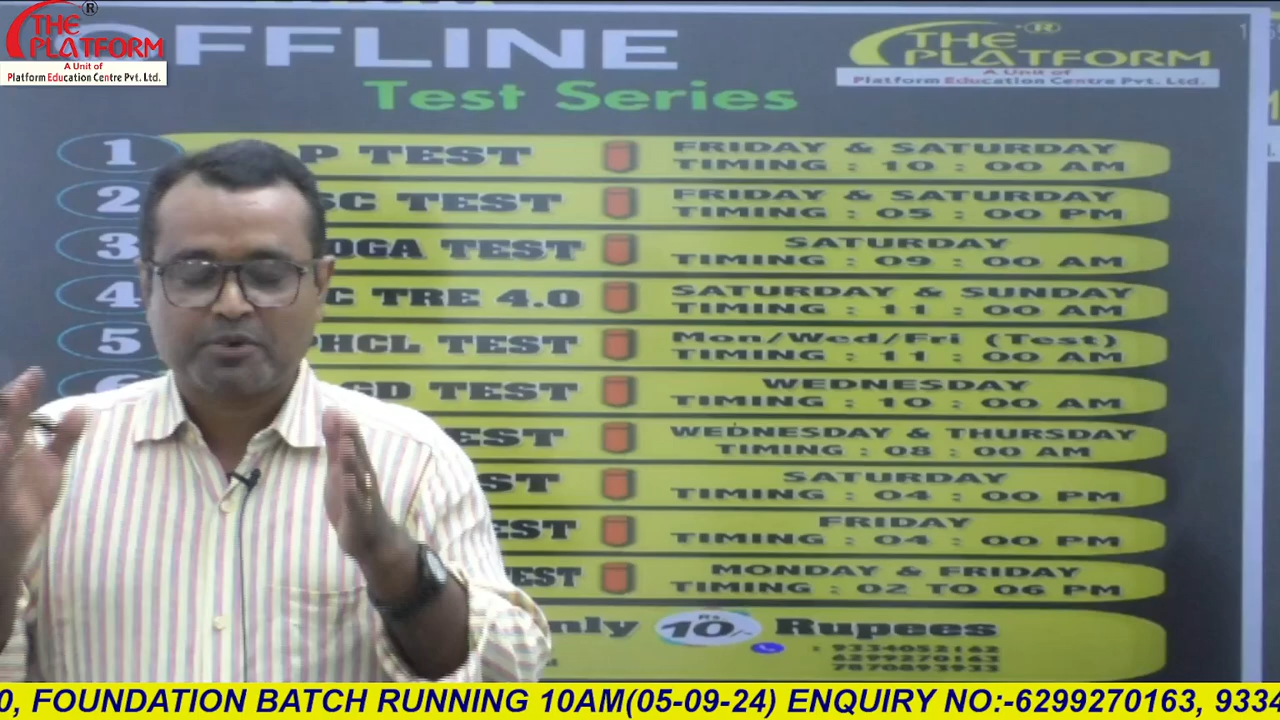 THE
PLATFORM
®
A Unit of
Platform Education Centre Pvt. Ltd.
FFLINE
THE
PLATFORM
®
A Unit of
Platform Education Centre Pvt. Ltd.
Test Series
1 P TEST FRIDAY & SATURDAY
TIMING : 10 : 00 AM
2 SC TEST FRIDAY & SATURDAY
TIMING : 05 : 00 PM
3 OGA TEST SATURDAY
TIMING : 09 : 00 AM
4 C TRE 4.0 SATURDAY & SUNDAY
TIMING : 11 : 00 AM
5 PHCL TEST Mon/Wed/Fri (Test)
TIMING : 11 : 00 AM
GD TEST WEDNESDAY
TIMING : 10 : 00 AM
EST WEDNESDAY & THURSDAY
TIMING : 08 : 00 AM
ST SATURDAY
TIMING : 04 : 00 PM
EST FRIDAY
TIMING : 04 : 00 PM
EST MONDAY & FRIDAY
TIMING : 02 TO 06 PM
nly Rs. 10/- Rupees
: 9334052162
6299270163
7870893933
0, FOUNDATION BATCH RUNNING 10AM(05-09-24) ENQUIRY NO:-6299270163, 9334